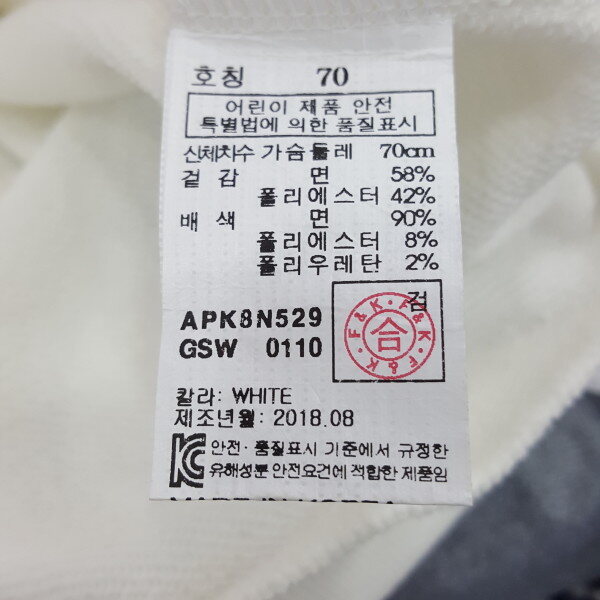 호칭 70
어린이 제품 안전
특별법에 의한 품질표시
신체치수 가슴둘레 70cm
겉감 면 58%
폴리에스터 42%
배색 면 90%
폴리에스터 8%
폴리우레탄 2%
APK8N529
GSW 0110
검
F&K · F&K · F&K
合
칼라: WHITE
제조년월: 2018.08
KC 안전·품질표시 기준에서 규정한
유해성분 안전요건에 적합한 제품임
MADE IN KOREA